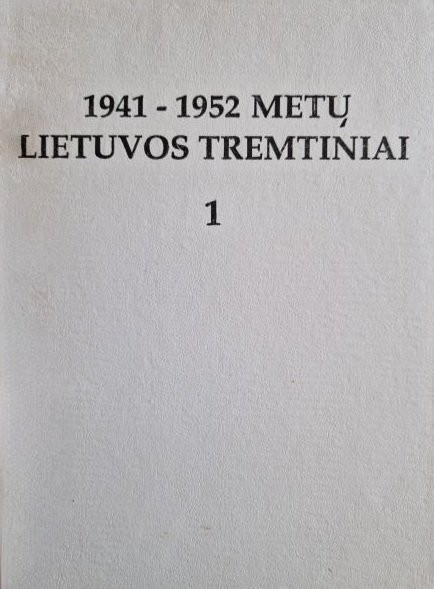 1941 - 1952 METŲ
LIETUVOS TREMTINIAI
1